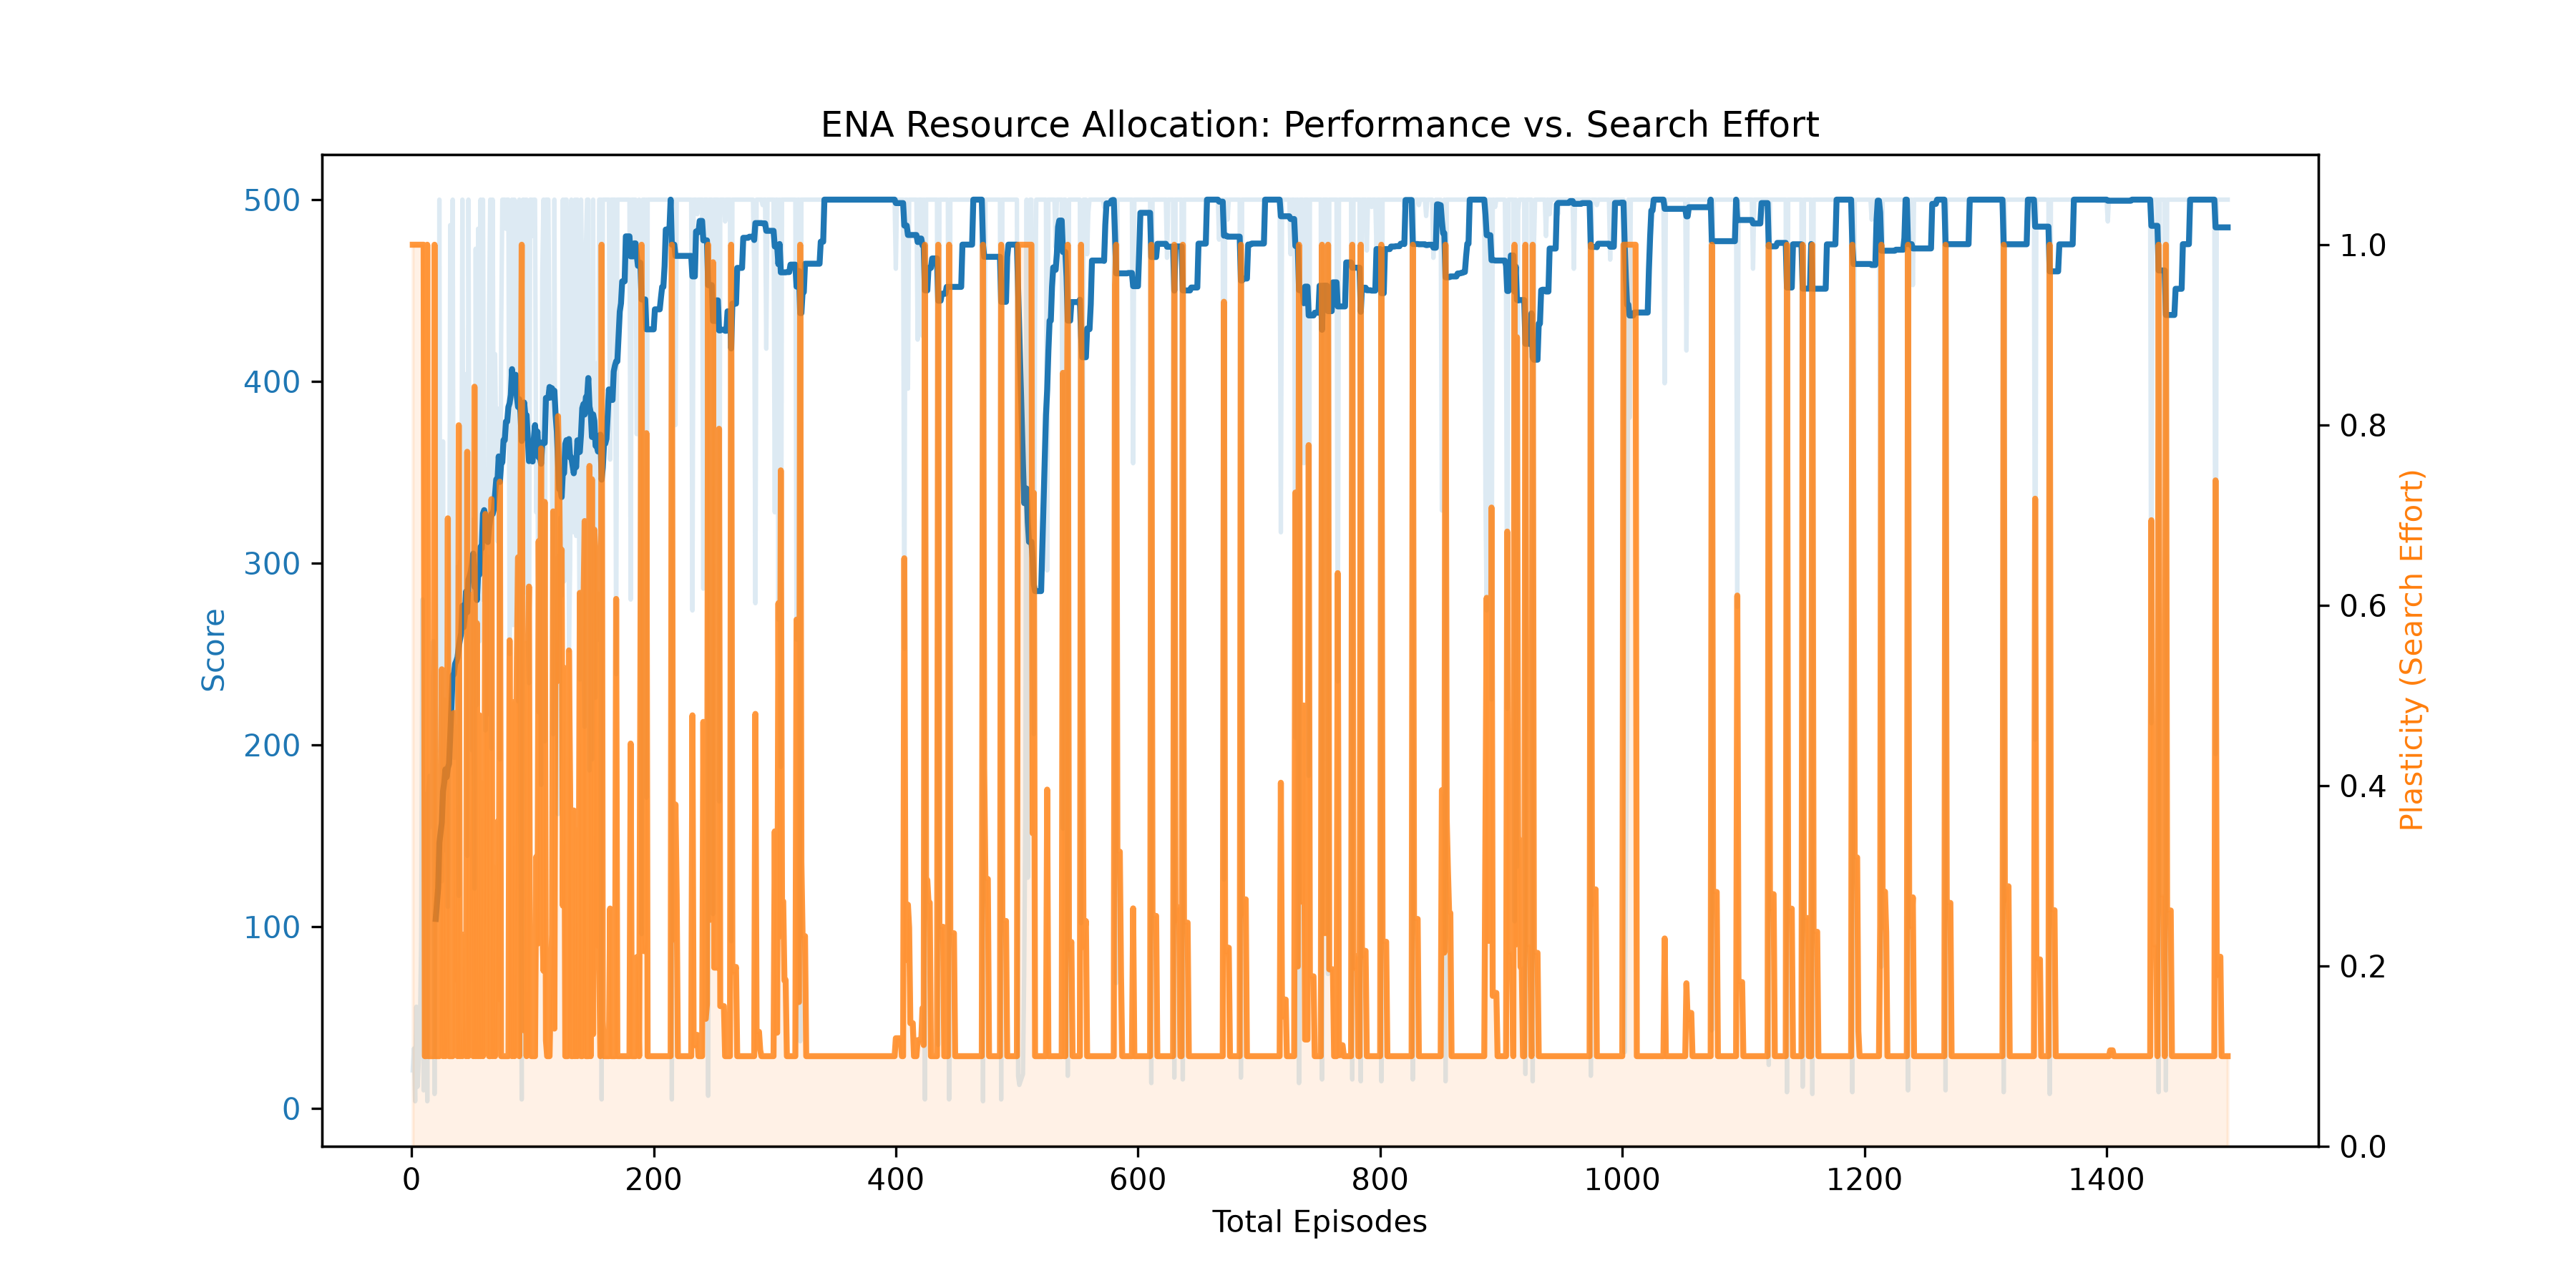 ENA Resource Allocation: Performance vs. Search Effort
500
400
300
200
100
0
Score
1.0
0.8
0.6
0.4
0.2
0.0
Plasticity (Search Effort)
0 200 400 600 800 1000 1200 1400
Total Episodes